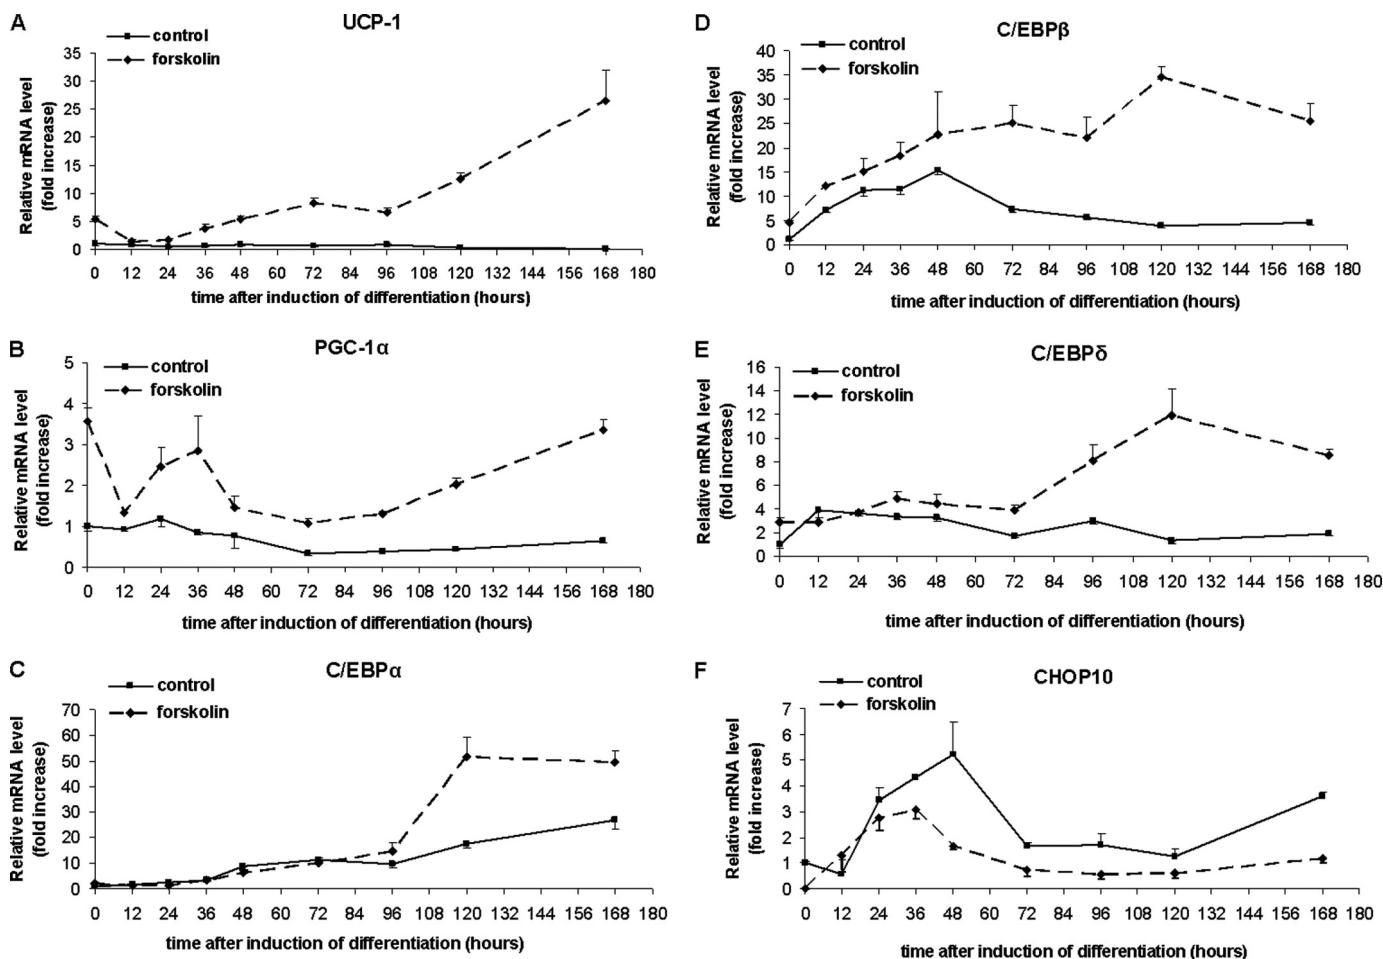 A
UCP-1
control
forskolin
Relative mRNA level
(fold increase)
35
30
25
20
15
10
5
0
0 12 24 36 48 60 72 84 96 108 120 132 144 156 168 180
time after induction of differentiation (hours)
B
PGC-1α
control
forskolin
Relative mRNA level
(fold increase)
5
4
3
2
1
0
0 12 24 36 48 60 72 84 96 108 120 132 144 156 168 180
time after induction of differentiation (hours)
C
C/EBPα
control
forskolin
Relative mRNA level
(fold increase)
70
60
50
40
30
20
10
0
0 12 24 36 48 60 72 84 96 108 120 132 144 156 168 180
time after induction of differentiation (hours)
D
C/EBPβ
control
forskolin
Relative mRNA level
(fold increase)
40
35
30
25
20
15
10
5
0
0 12 24 36 48 60 72 84 96 108 120 132 144 156 168 180
time after induction of differentiation (hours)
E
C/EBPδ
control
forskolin
Relative mRNA level
(fold increase)
16
14
12
10
8
6
4
2
0
0 12 24 36 48 60 72 84 96 108 120 132 144 156 168 180
time after induction of differentiation (hours)
F
CHOP10
control
forskolin
Relative mRNA level
(fold increase)
7
6
5
4
3
2
1
0
0 12 24 36 48 60 72 84 96 108 120 132 144 156 168 180
time after induction of differentiation (hours)